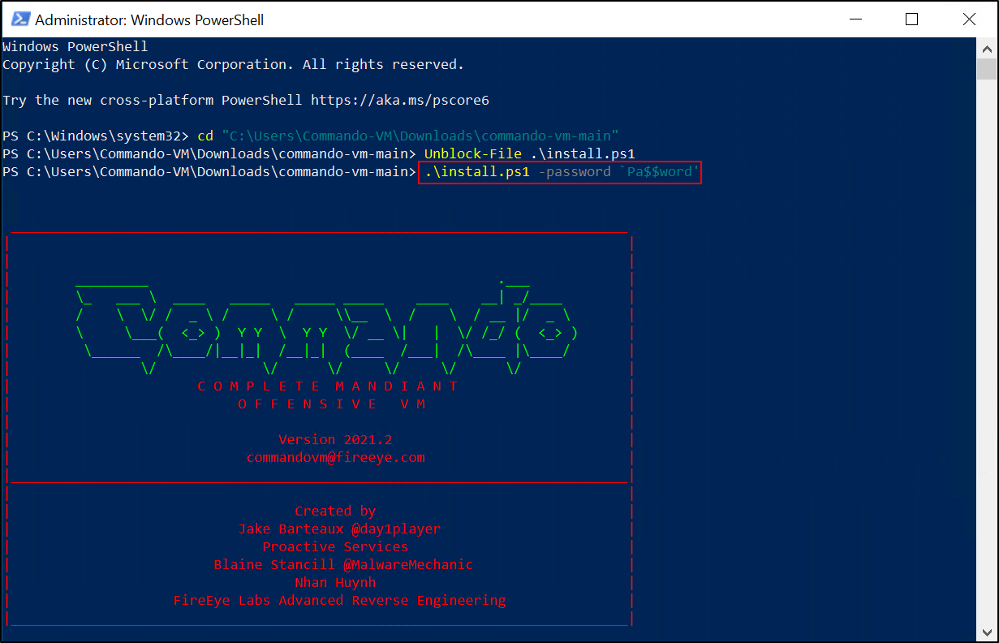 Administrator: Windows PowerShell
Windows PowerShell
Copyright (C) Microsoft Corporation. All rights reserved.
Try the new cross-platform PowerShell https://aka.ms/pscore6
PS C:\Windows\system32> cd "C:\Users\Commando-VM\Downloads\commando-vm-main"
PS C:\Users\Commando-VM\Downloads\commando-vm-main> Unblock-File .\install.ps1
PS C:\Users\Commando-VM\Downloads\commando-vm-main> .\install.ps1 -password `Pa$$word'
Commando
C O M P L E T E  M A N D I A N T
O F F E N S I V E   V M
Version 2021.2
commandovm@fireeye.com
Created by
Jake Barteaux @day1player
Proactive Services
Blaine Stancill @MalwareMechanic
Nhan Huynh
FireEye Labs Advanced Reverse Engineering